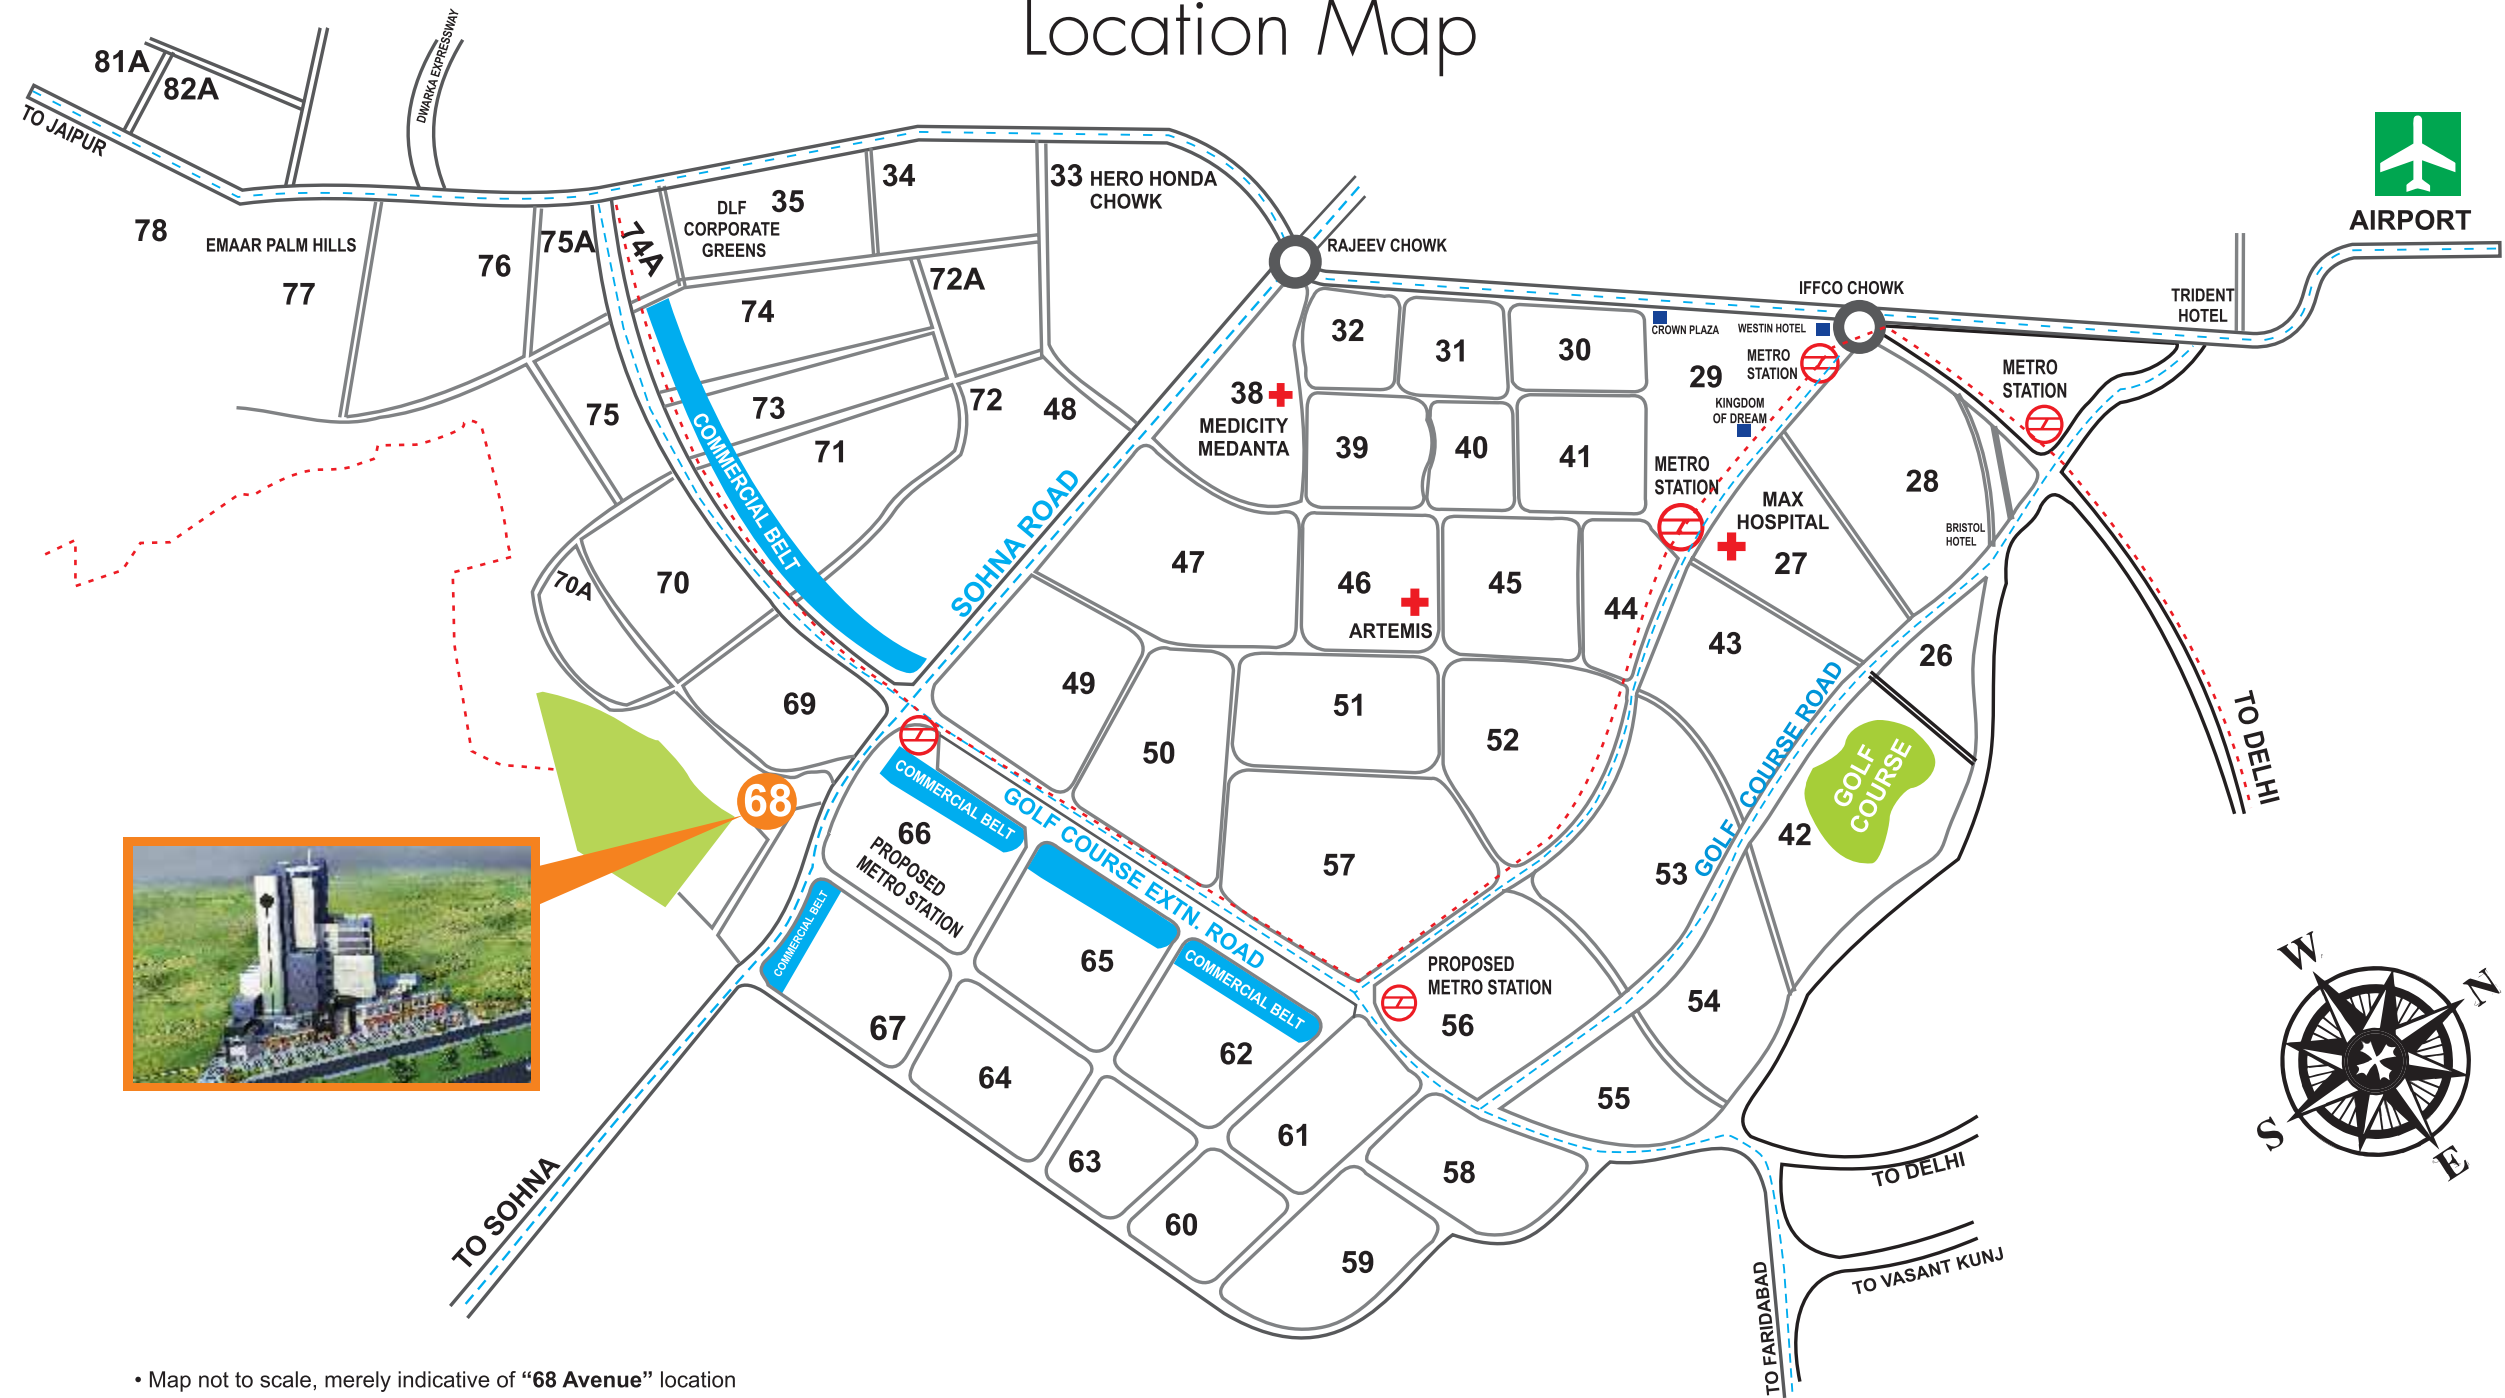 Location Map
81A
82A
TO JAIPUR
DWARKA EXPRESSWAY
78
EMAAR PALM HILLS
77
76
75A
74A
DLF
CORPORATE
GREENS
35
34
33
HERO HONDA
CHOWK
72A
74
75
73
71
72
48
COMMERCIAL BELT
SOHNA ROAD
RAJEEV CHOWK
IFFCO CHOWK
TRIDENT
HOTEL
AIRPORT
32
31
30
CROWN PLAZA
WESTIN HOTEL
METRO
STATION
29
KINGDOM
OF DREAM
38
MEDICITY
MEDANTA
39
40
41
METRO
STATION
METRO
STATION
MAX
HOSPITAL
27
28
BRISTOL
HOTEL
47
46
ARTEMIS
45
44
43
26
70A
70
69
49
50
51
52
57
53
GOLF COURSE ROAD
42
GOLF
COURSE
TO DELHI
68
66
PROPOSED
METRO STATION
COMMERCIAL BELT
GOLF COURSE EXTN. ROAD
COMMERCIAL BELT
65
COMMERCIAL BELT
67
64
62
63
61
60
59
58
PROPOSED
METRO STATION
56
54
55
TO SOHNA
TO DELHI
TO VASANT KUNJ
TO FARIDABAD
W
N
S
E
• Map not to scale, merely indicative of “68 Avenue” location